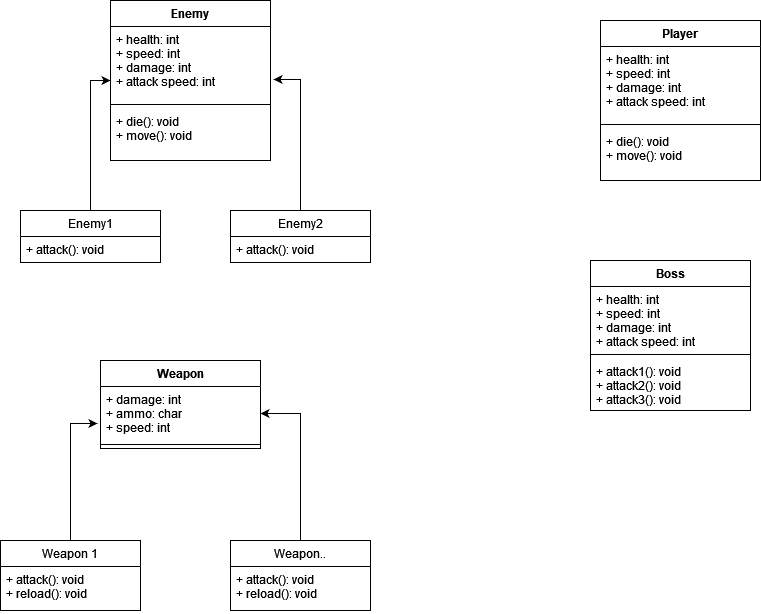 Enemy
+ health: int
+ speed: int
+ damage: int
+ attack speed: int
+ die(): void
+ move(): void
Player
+ health: int
+ speed: int
+ damage: int
+ attack speed: int
+ die(): void
+ move(): void
Enemy1
+ attack(): void
Enemy2
+ attack(): void
Boss
+ health: int
+ speed: int
+ damage: int
+ attack speed: int
+ attack1(): void
+ attack2(): void
+ attack3(): void
Weapon
+ damage: int
+ ammo: char
+ speed: int
Weapon 1
+ attack(): void
+ reload(): void
Weapon..
+ attack(): void
+ reload(): void